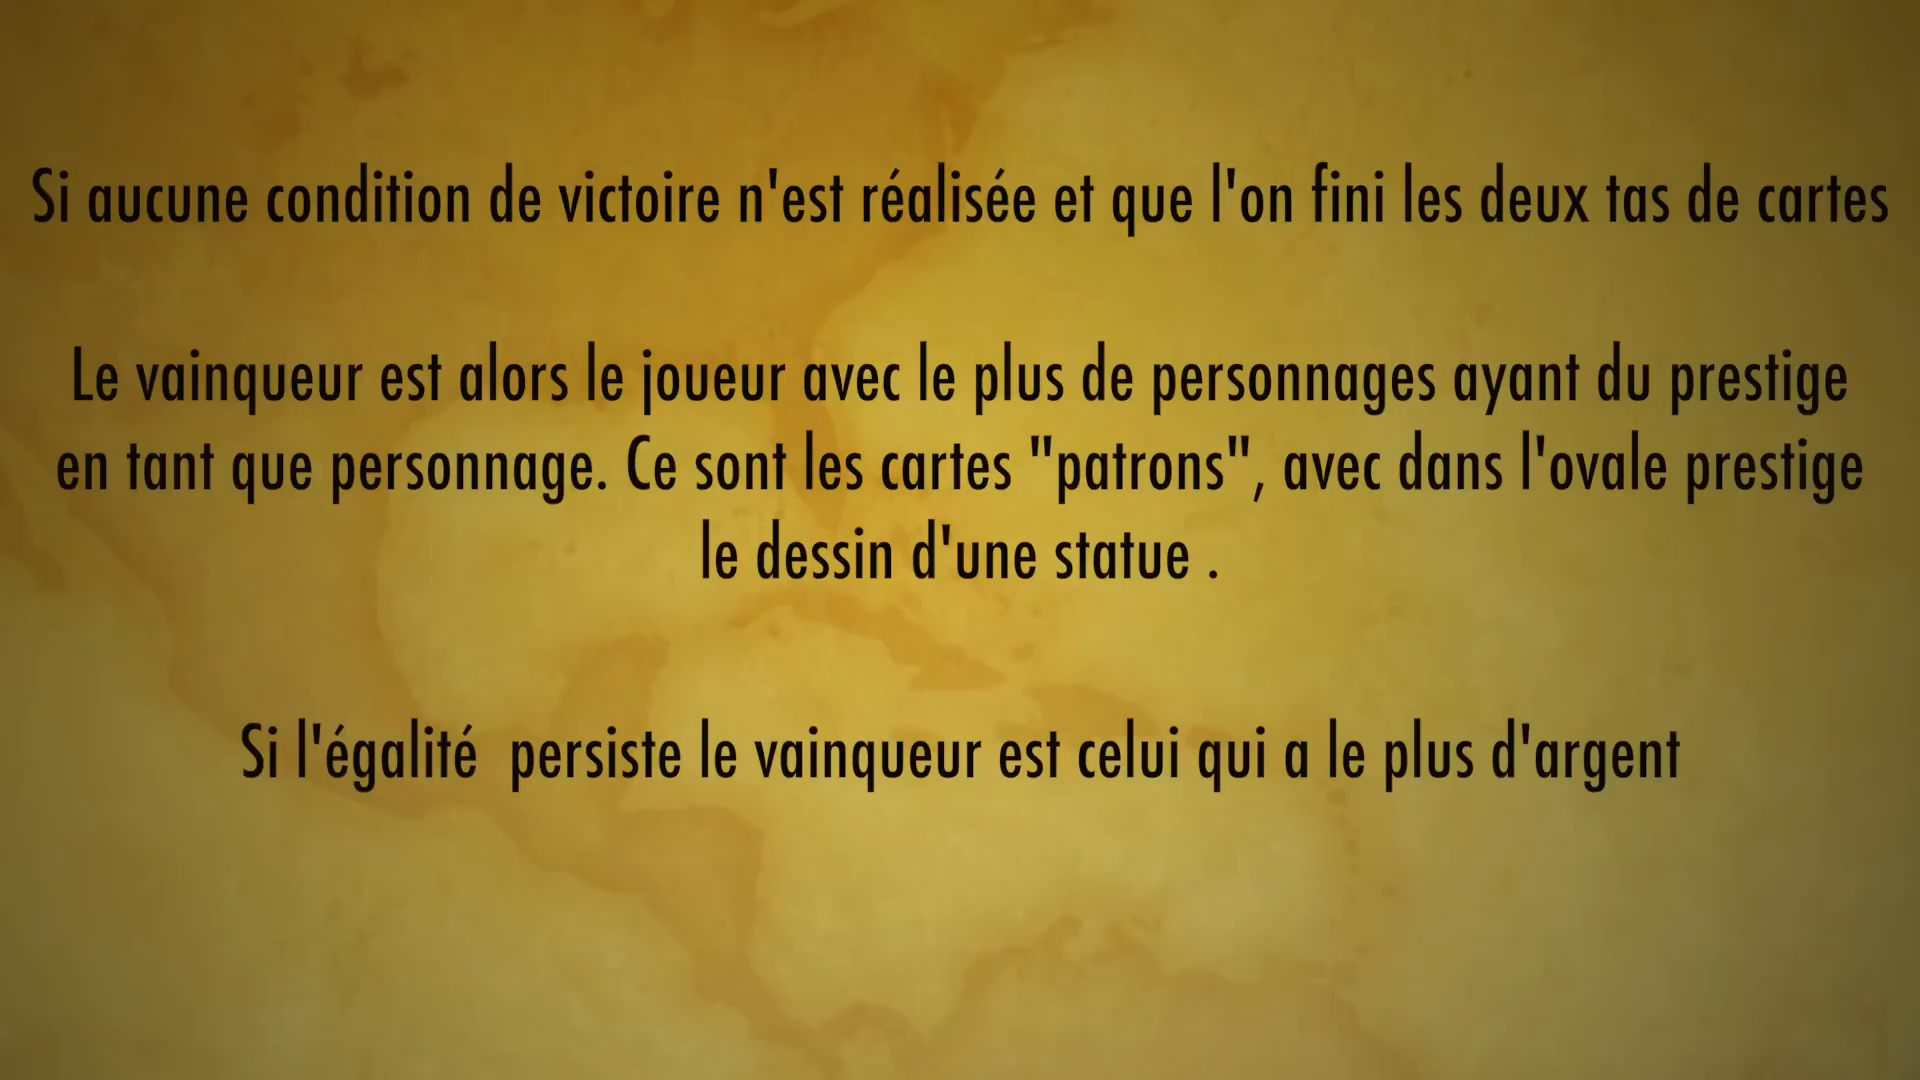 Si aucune condition de victoire n'est réalisée et que l'on fini les deux tas de cartes
Le vainqueur est alors le joueur avec le plus de personnages ayant du prestige
en tant que personnage. Ce sont les cartes "patrons", avec dans l'ovale prestige
le dessin d'une statue .
Si l'égalité  persiste le vainqueur est celui qui a le plus d'argent